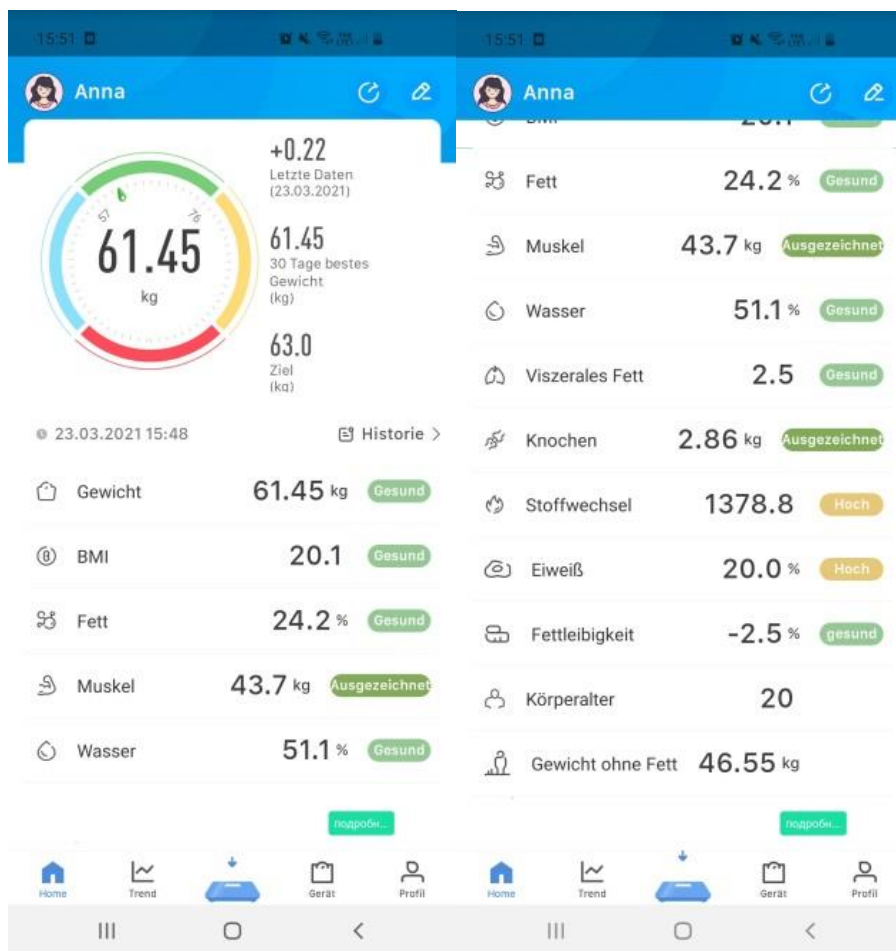 15:51
Anna
57
76
61.45
kg
+0.22
Letzte Daten
(23.03.2021)
61.45
30 Tage bestes
Gewicht
(kg)
63.0
Ziel
(kg)
23.03.2021 15:48
Historie >
Gewicht 61.45 kg Gesund
BMI 20.1 Gesund
Fett 24.2 % Gesund
Muskel 43.7 kg Ausgezeichnet
Wasser 51.1 % Gesund
подробн...
Home Trend Gerät Profil
15:51
Anna
BMI 20.1
Fett 24.2 % Gesund
Muskel 43.7 kg Ausgezeichnet
Wasser 51.1 % Gesund
Viszerales Fett 2.5 Gesund
Knochen 2.86 kg Ausgezeichnet
Stoffwechsel 1378.8 Hoch
Eiweiß 20.0 % Hoch
Fettleibigkeit -2.5 % gesund
Körperalter 20
Gewicht ohne Fett 46.55 kg
подробн...
Home Trend Gerät Profil